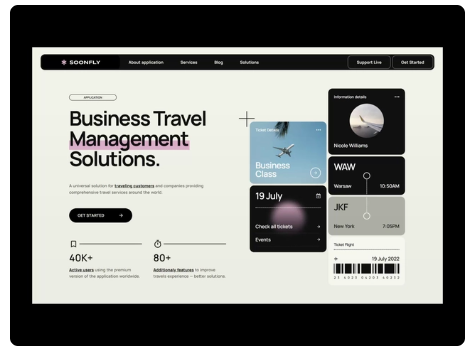 SOONFLY
About application
Services
Blog
Solutions
Support Live
Get Started
APPLICATION
Business Travel
Management
Solutions.
A universal solution for traveling customers and companies providing
comprehensive travel services around the world.
GET STARTED
40K+
Active users using the premium
version of the application worldwide.
80+
Additionaly features to improve
travels experience – better solutions.
Ticket Details
Business
Class
19 July
Check all tickets
Events
Information details
Nicole Williams
WAW
Warsaw
10:50AM
JKF
New York
7:05PM
Ticket flight
19 July 2022